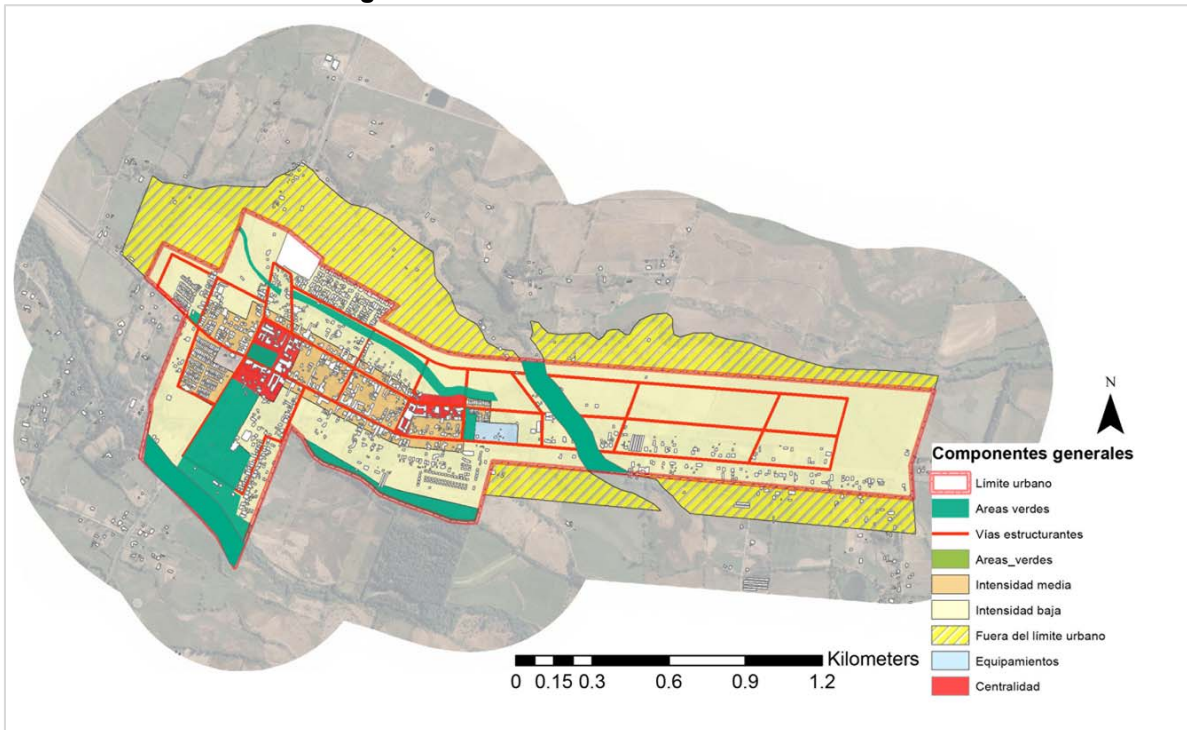 N
Componentes generales
Límite urbano
Areas verdes
Vías estructurantes
Areas_verdes
Intensidad media
Intensidad baja
Fuera del límite urbano
Equipamientos
Centralidad
Kilometers
0 0.15 0.3 0.6 0.9 1.2